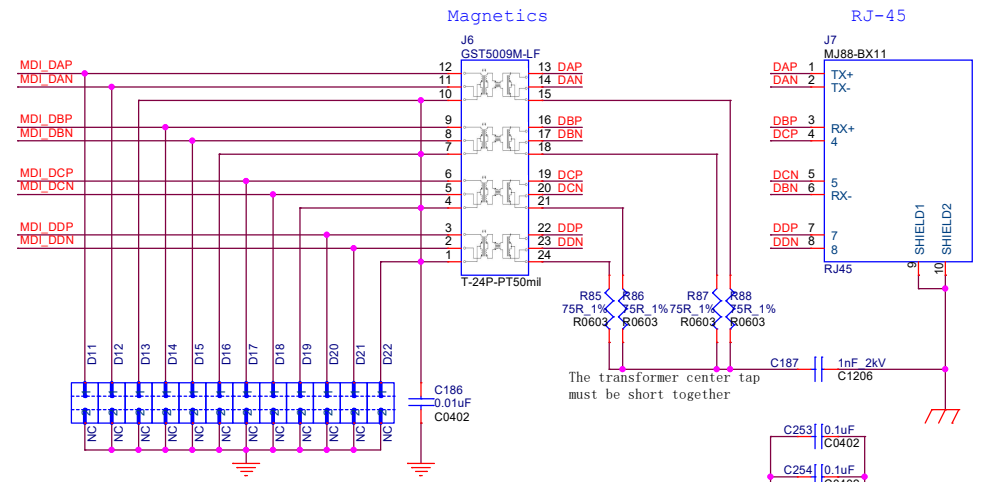 Magnetics
RJ-45
J6
GST5009M-LF
J7
MJ88-BX11
MDI_DAP
12
13 DAP
DAP 1
TX+
MDI_DAN
11
14 DAN
DAN 2
TX-
10
15
MDI_DBP
9
16 DBP
DBP 3
RX+
MDI_DBN
8
17 DBN
DCP 4
4
7
18
MDI_DCP
6
19 DCP
DCN 5
5
MDI_DCN
5
20 DCN
DBN 6
RX-
4
21
MDI_DDP
3
22 DDP
DDP 7
7
MDI_DDN
2
23 DDN
DDN 8
8
1
24
SHIELD1
SHIELD2
9
10
RJ45
T-24P-PT50mil
R85
R86
R87
R88
75R_1%
75R_1%
75R_1%
75R_1%
R0603
R0603
R0603
R0603
D11
D12
D13
D14
D15
D16
D17
D18
D19
D20
D21
D22
C187
1nF_2kV
C1206
The transformer center tap
must be short together
C186
0.01uF
C0402
NC
NC
NC
NC
NC
NC
NC
NC
NC
NC
NC
NC
C253
0.1uF
C0402
C254
0.1uF